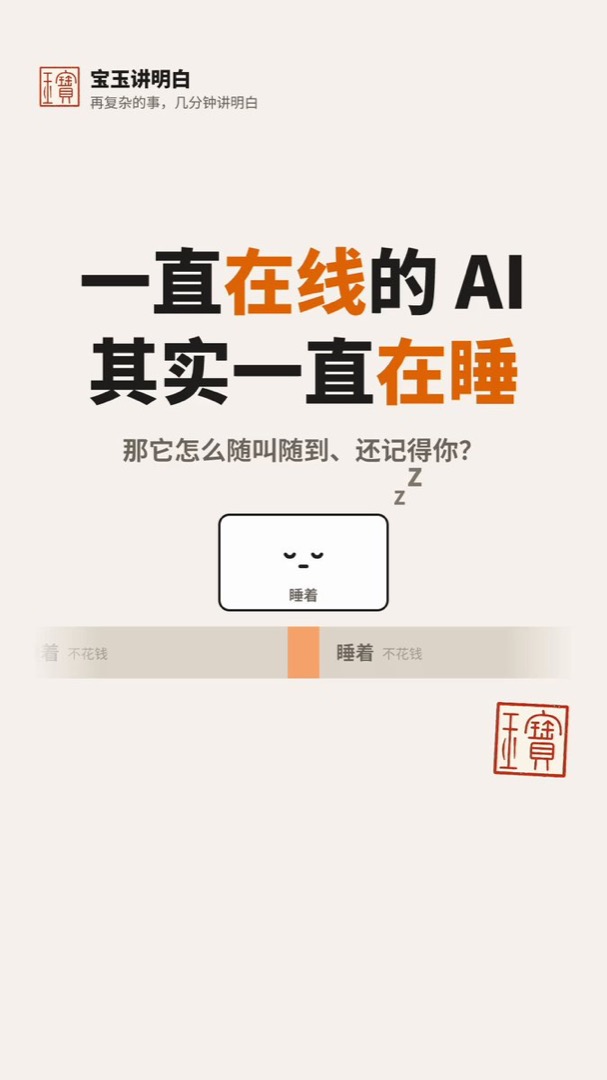 宝玉讲明白
再复杂的事，几分钟讲明白
一直在线的 AI
其实一直在睡
那它怎么随叫随到、还记得你？
z
z
睡着
着 不花钱
睡着 不花钱